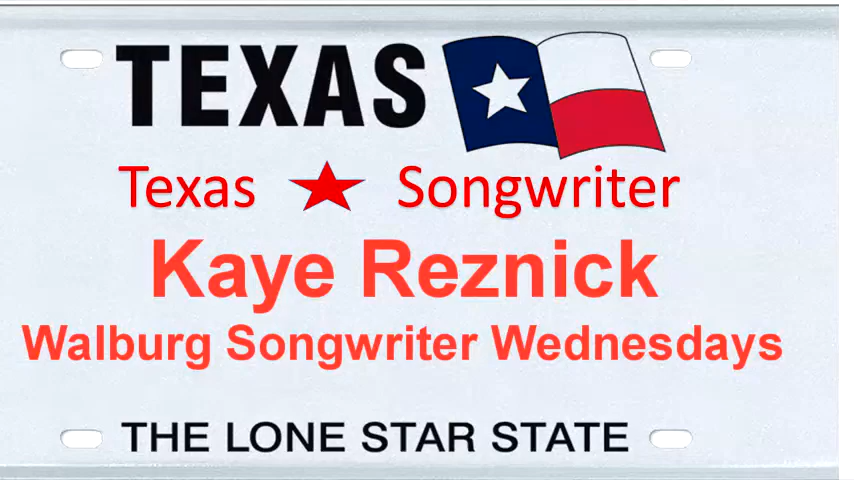 TEXAS
Texas Songwriter
Kaye Reznick
Walburg Songwriter Wednesdays
THE LONE STAR STATE